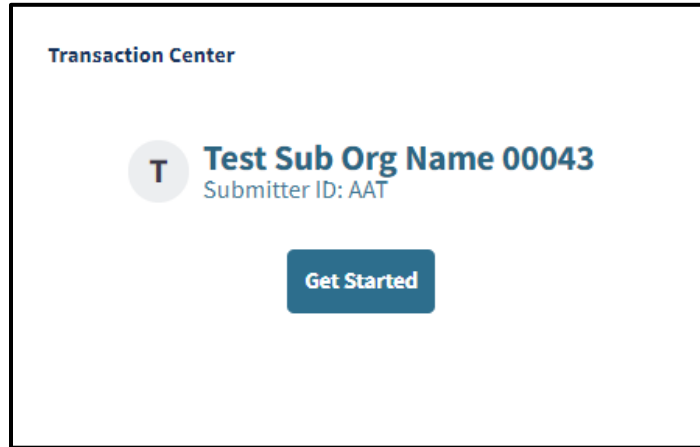 Transaction Center
T
Test Sub Org Name 00043
Submitter ID: AAT
Get Started